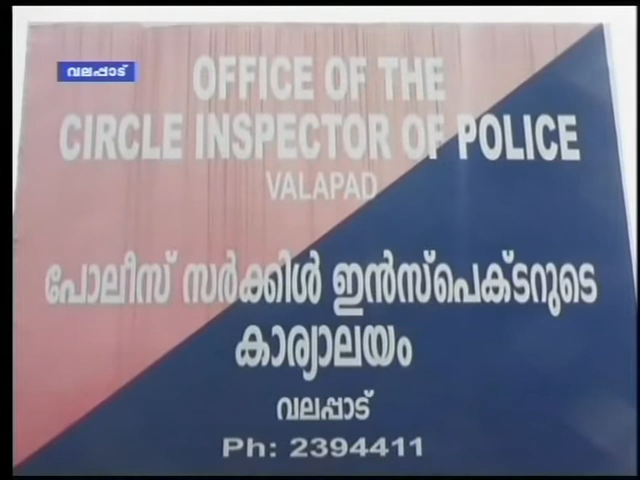 വലപ്പാട്
OFFICE OF THE
CIRCLE INSPECTOR OF POLICE
VALAPAD
പോലീസ് സർക്കിൾ ഇൻസ്പെക്ടറുടെ
കാര്യാലയം
വലപ്പാട്
Ph: 2394411